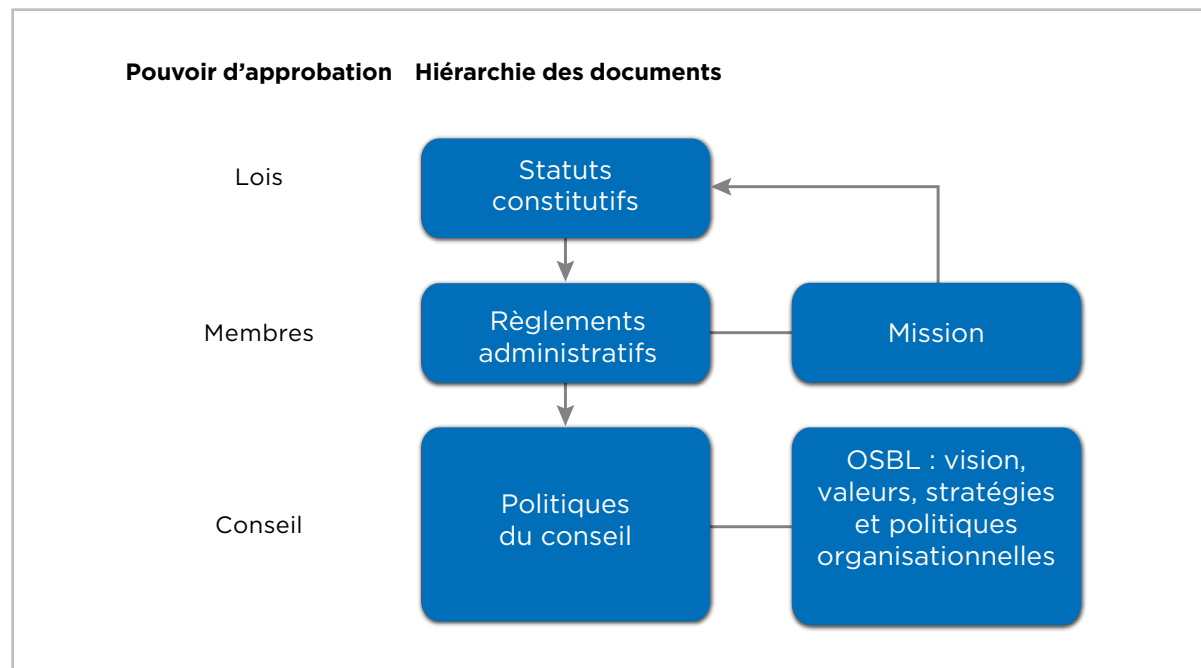 Pouvoir d’approbation Hiérarchie des documents
Lois
Statuts
constitutifs
Membres
Règlements
administratifs
Mission
Conseil
Politiques
du conseil
OSBL : vision,
valeurs, stratégies
et politiques
organisationnelles